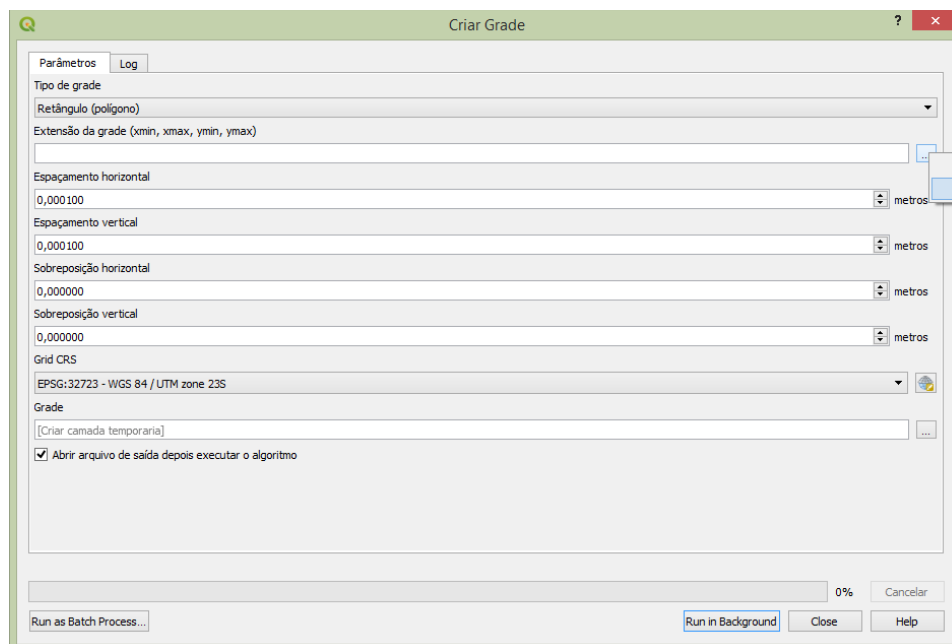 Criar Grade
? ×
Parâmetros Log
Tipo de grade
Retângulo (polígono)
Extensão da grade (xmin, xmax, ymin, ymax)
...
Espaçamento horizontal
0,000100 metros
Espaçamento vertical
0,000100 metros
Sobreposição horizontal
0,000000 metros
Sobreposição vertical
0,000000 metros
Grid CRS
EPSG:32723 - WGS 84 / UTM zone 23S
Grade
[Criar camada temporaria] ...
Abrir arquivo de saída depois executar o algoritmo
0% Cancelar
Run as Batch Process... Run in Background Close Help